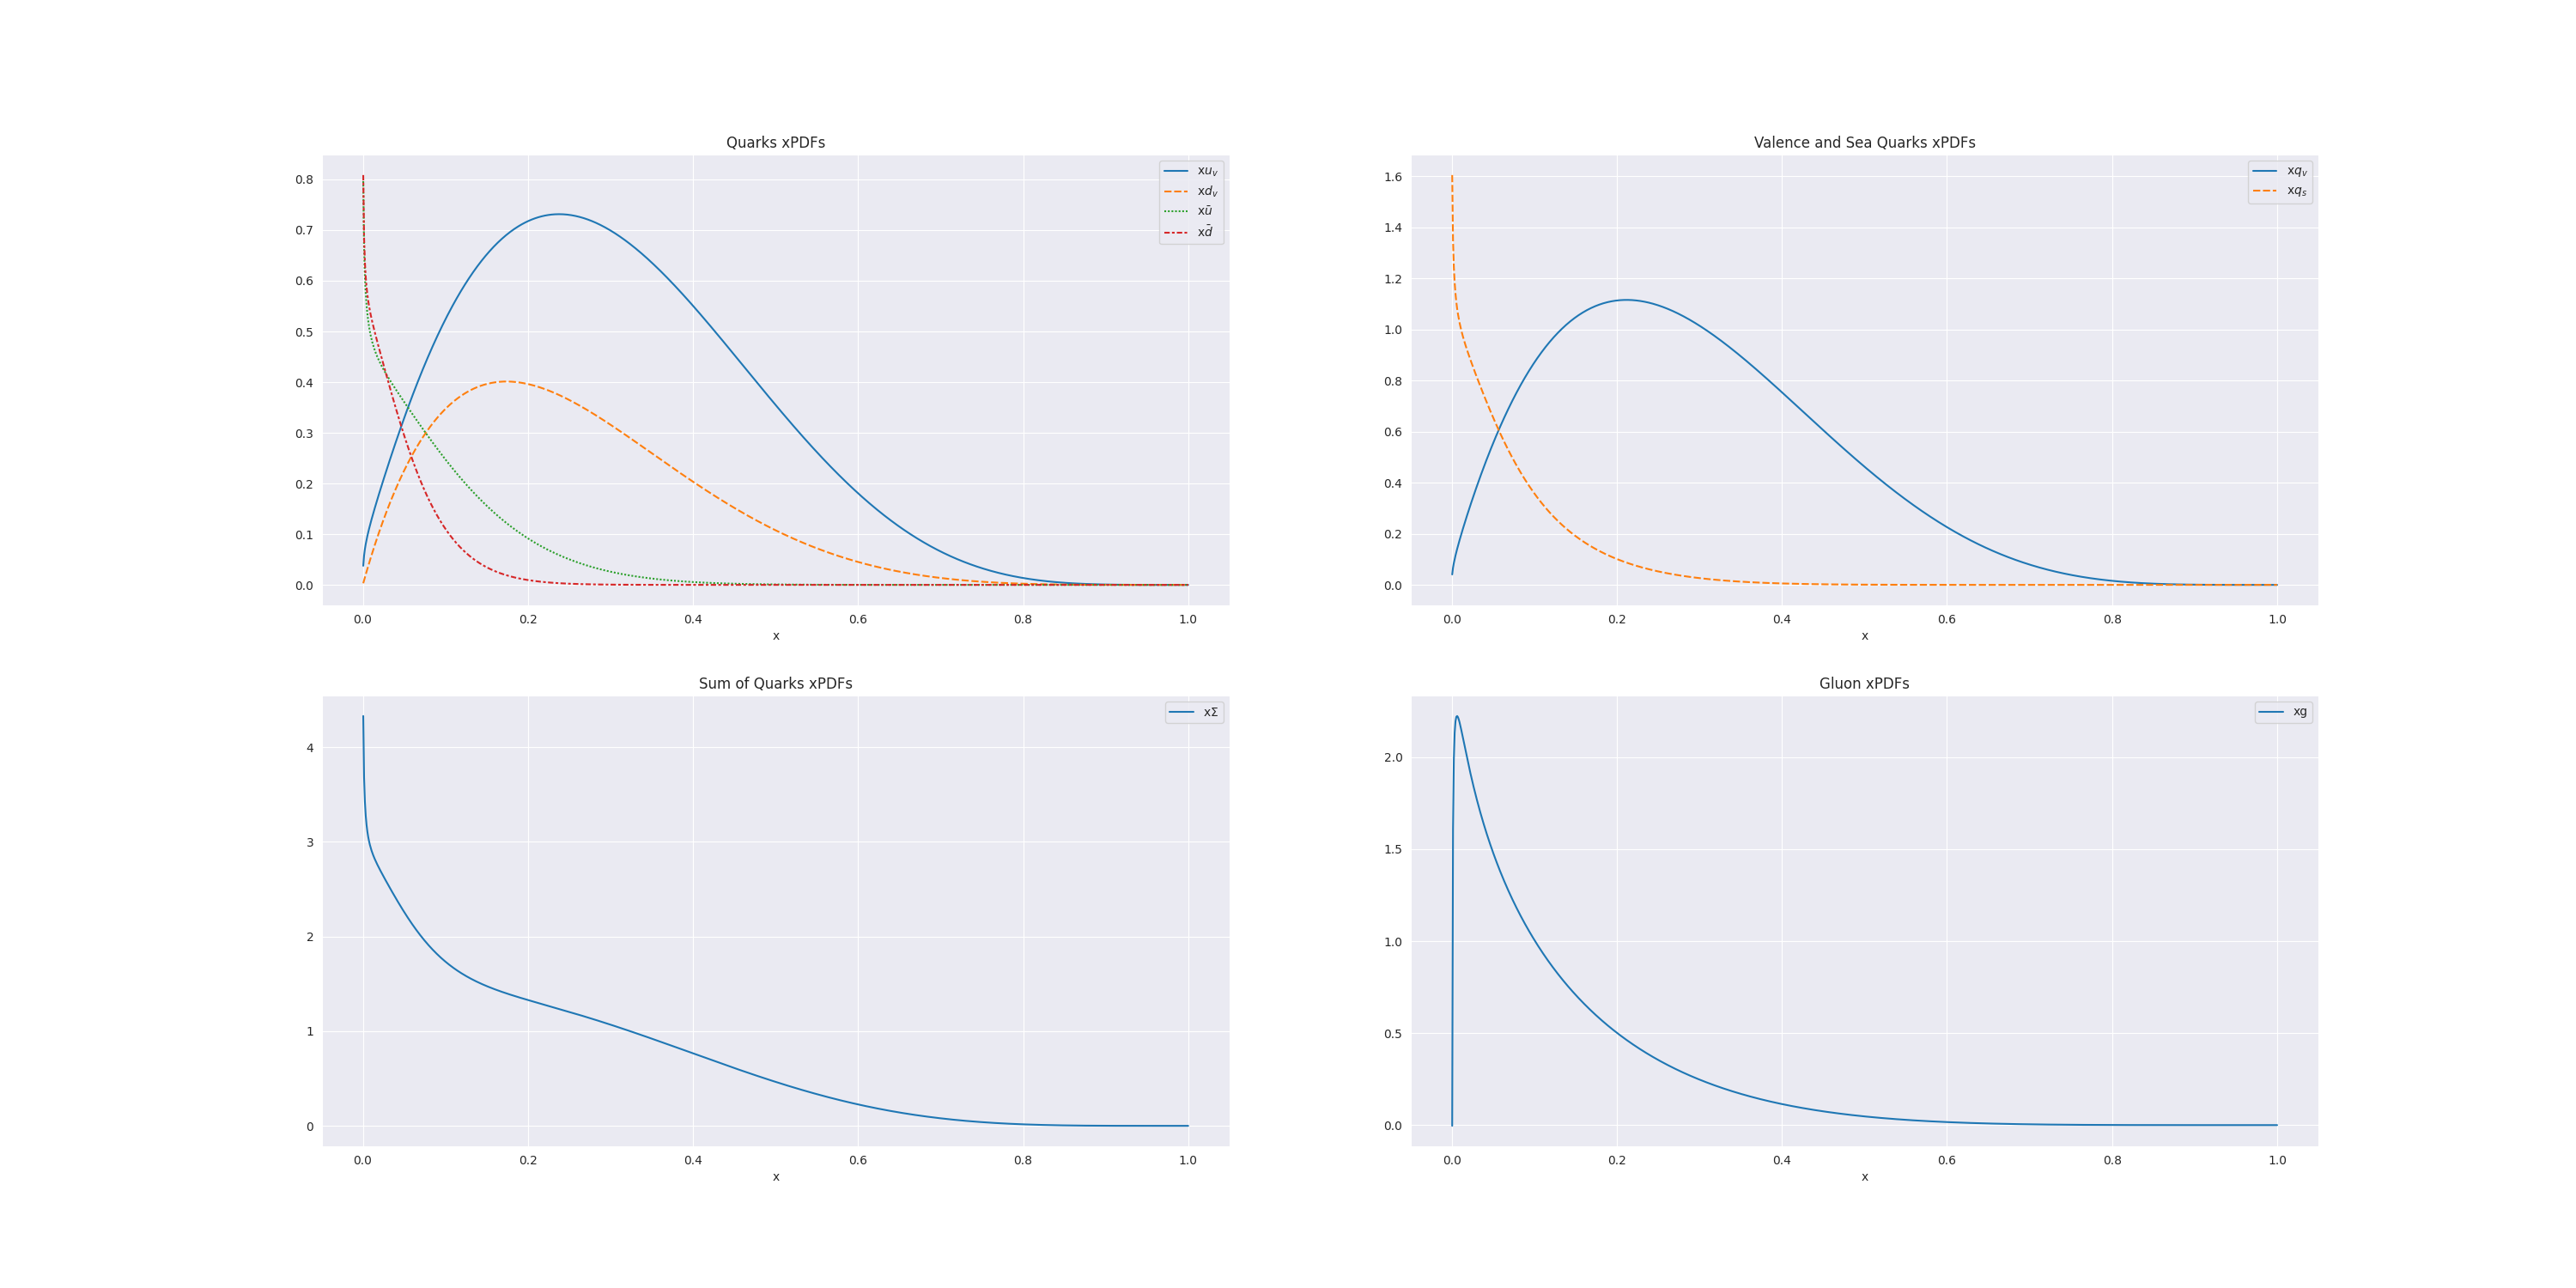 Quarks xPDFs
0.8
0.7
0.6
0.5
0.4
0.3
0.2
0.1
0.0
xu_v
xd_v
xū
xd̄
0.0 0.2 0.4 0.6 0.8 1.0
x
Valence and Sea Quarks xPDFs
1.6
1.4
1.2
1.0
0.8
0.6
0.4
0.2
0.0
xq_v
xq_s
0.0 0.2 0.4 0.6 0.8 1.0
x
Sum of Quarks xPDFs
4
3
2
1
0
xΣ
0.0 0.2 0.4 0.6 0.8 1.0
x
Gluon xPDFs
2.0
1.5
1.0
0.5
0.0
xg
0.0 0.2 0.4 0.6 0.8 1.0
x